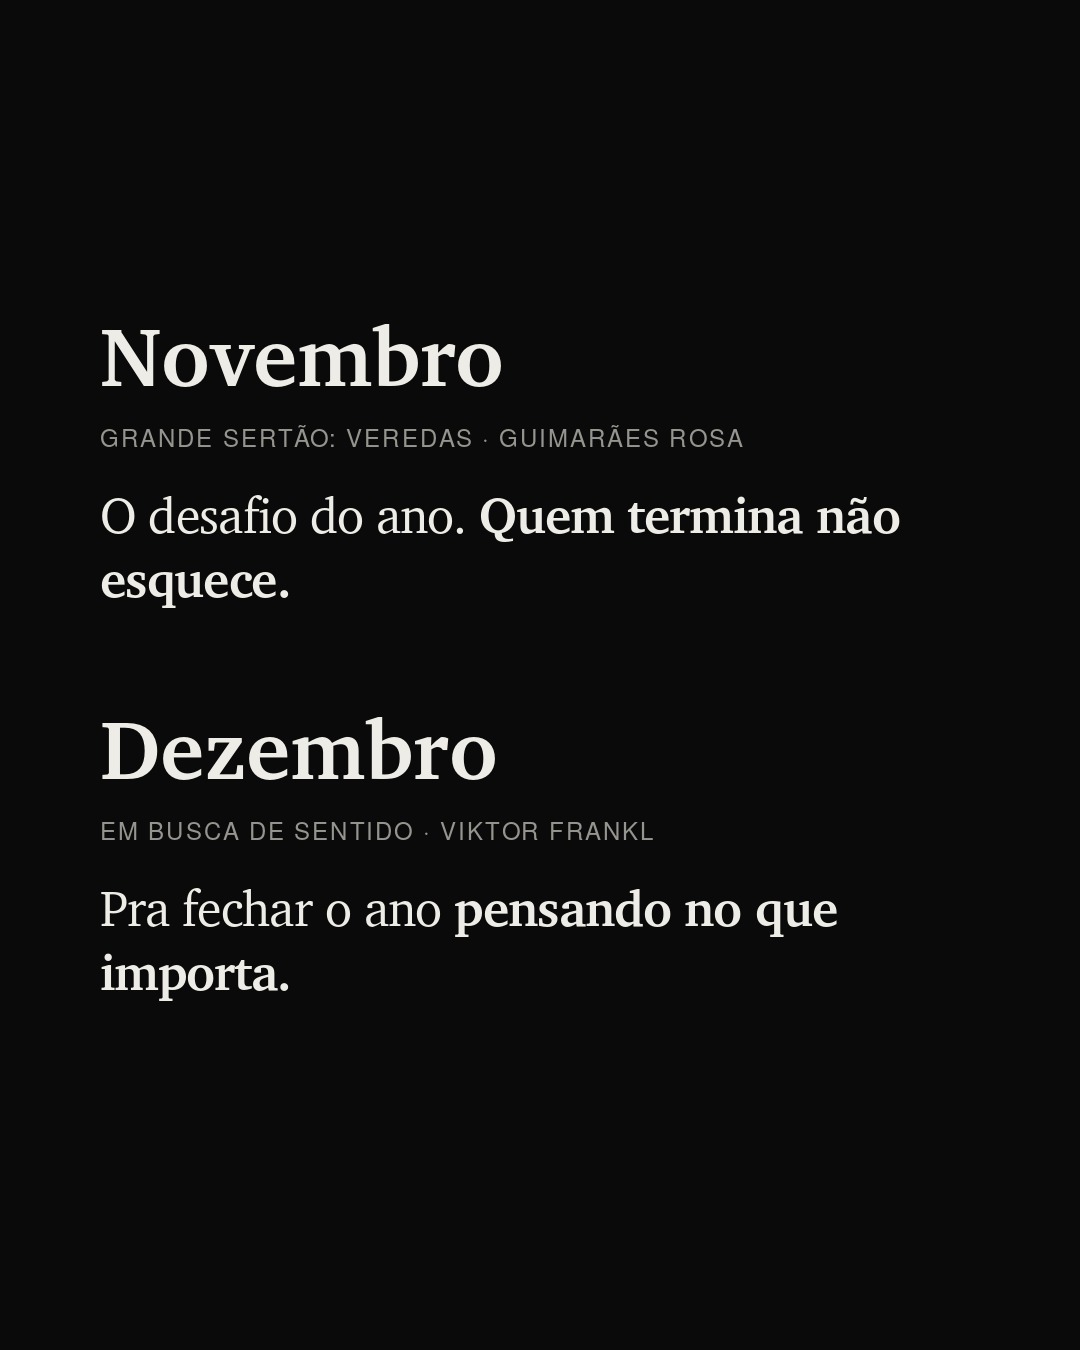 Novembro
GRANDE SERTÃO: VEREDAS · GUIMARÃES ROSA
O desafio do ano. Quem termina não
esquece.
Dezembro
EM BUSCA DE SENTIDO · VIKTOR FRANKL
Pra fechar o ano pensando no que
importa.